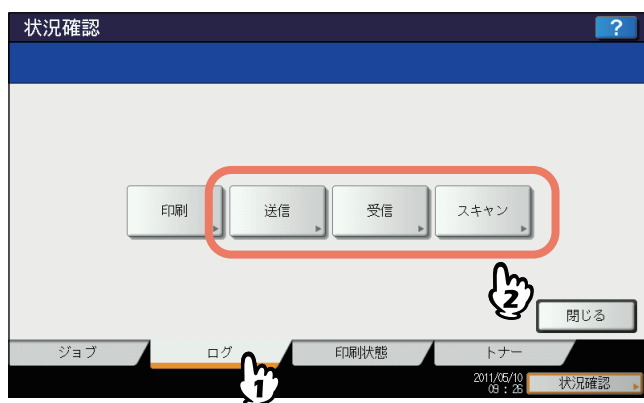 状況確認
?
印刷 送信 受信 スキャン
2
閉じる
ジョブ ログ 印刷状態 トナー
1
2011/05/10
09 : 26
状況確認